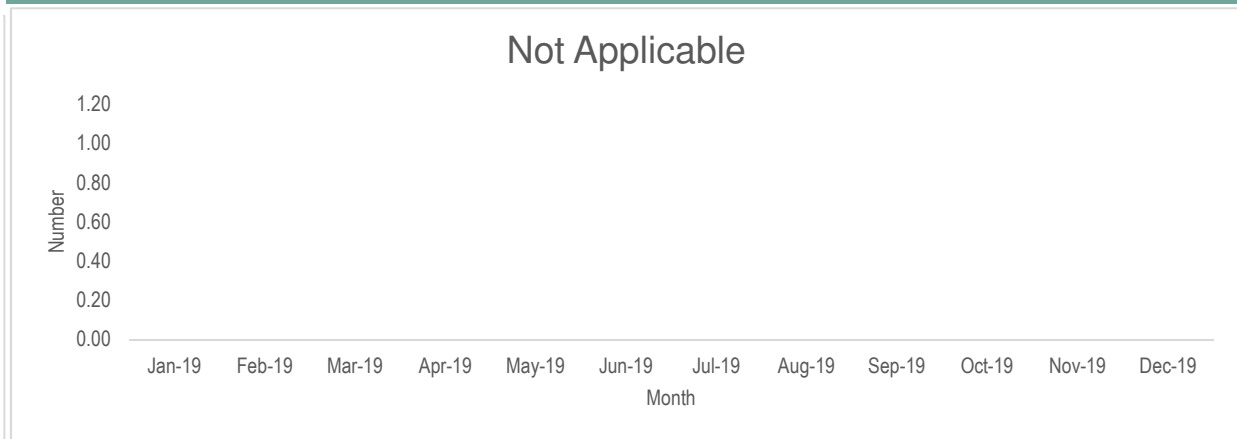 Not Applicable
1.20
1.00
0.80
0.60
0.40
0.20
0.00
Number
Jan-19 Feb-19 Mar-19 Apr-19 May-19 Jun-19 Jul-19 Aug-19 Sep-19 Oct-19 Nov-19 Dec-19
Month